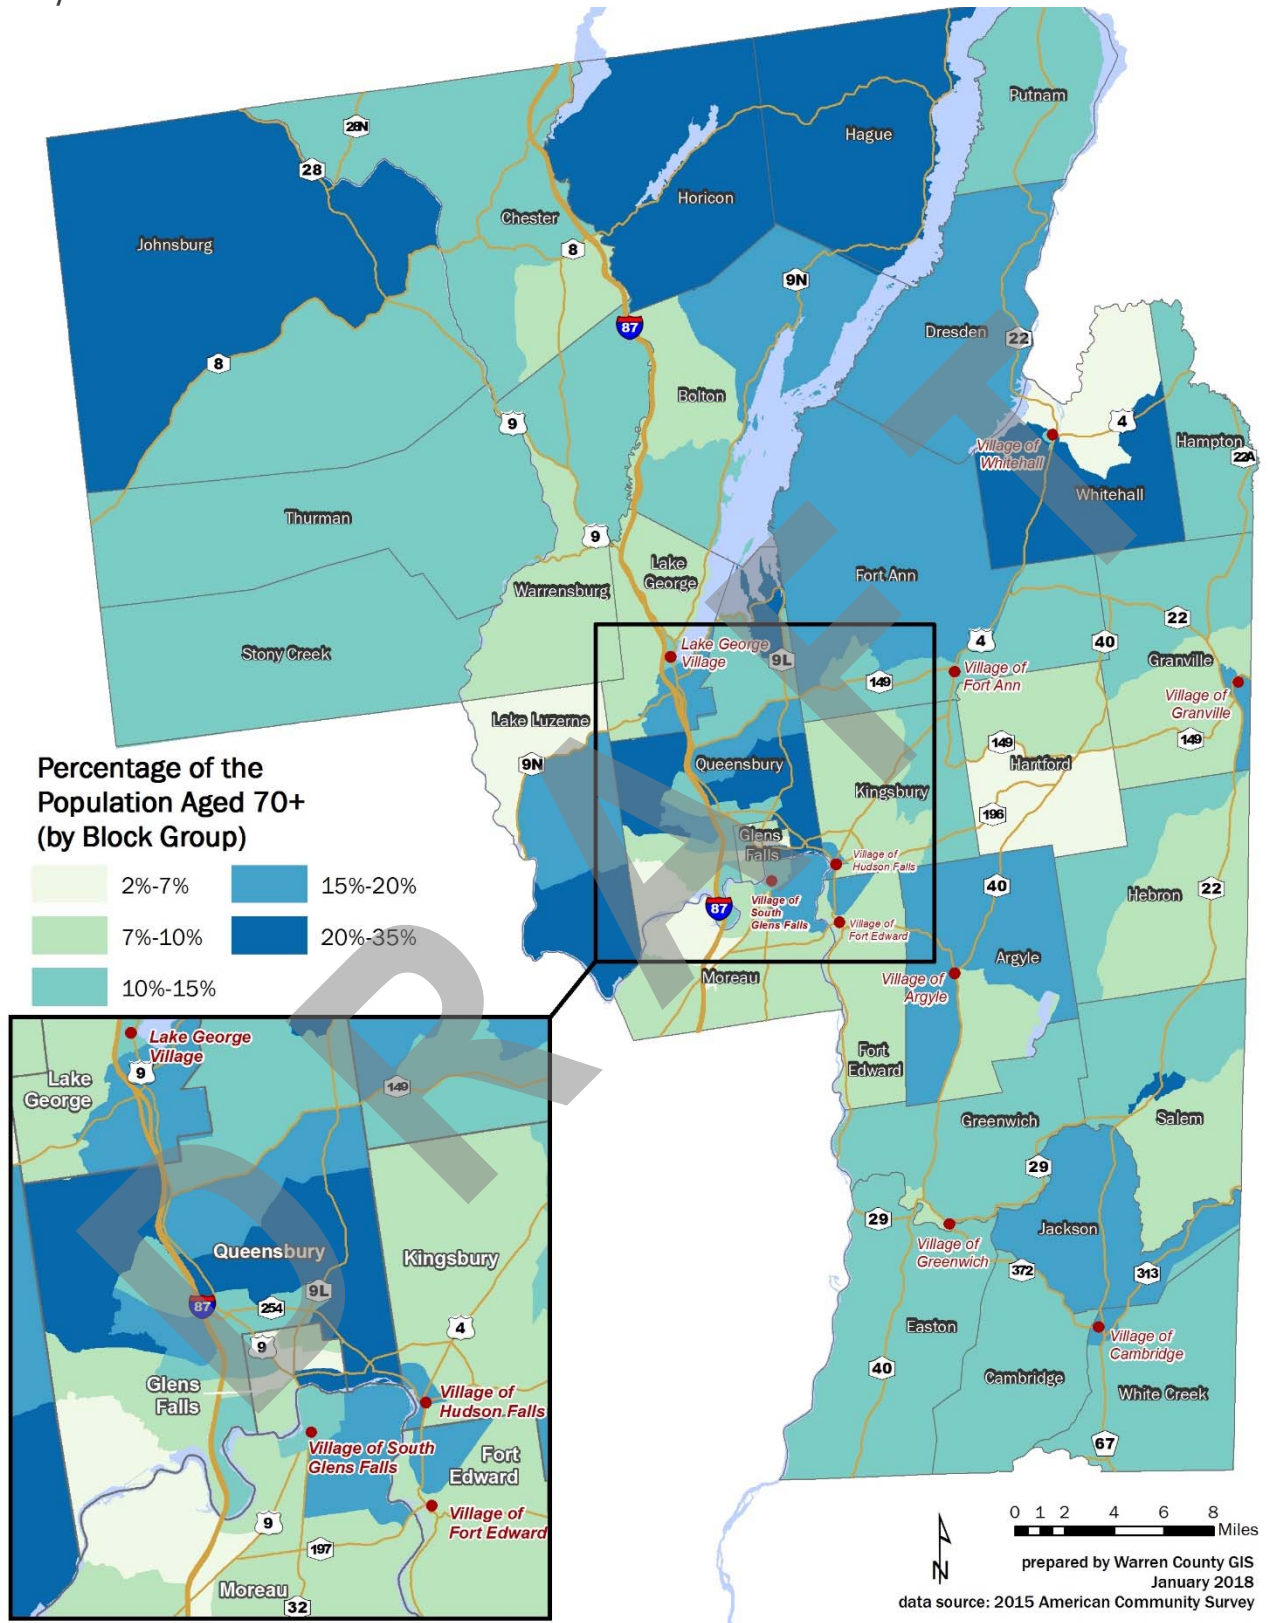 Putnam
Hague
28N
28
Horicon
Chester
Johnsburg
8
9N
87
Dresden
22
8
Bolton
9
4
Hampton
Village of
Whitehall
22A
Whitehall
Thurman
9
Lake
George
Fort Ann
Warrensburg
22
4
40
Stony Creek
Lake George
Village
9L
Granville
149
Village of
Fort Ann
Village of
Granville
Lake Luzerne
149
149
9N
Queensbury
Hartford
Kingsbury
196
Glens
Falls
Village of
Hudson Falls
40
Hebron
22
87
Village of
South
Glens Falls
Village of
Fort Edward
Argyle
Moreau
Village of
Argyle
Fort
Edward
Greenwich
Salem
29
29
Jackson
Village of
Greenwich
372
313
Easton
Village of
Cambridge
40
Cambridge
White Creek
67
Percentage of the
Population Aged 70+
(by Block Group)
2%-7%
15%-20%
7%-10%
20%-35%
10%-15%
Lake George
Village
9
Lake
George
149
Queensbury
Kingsbury
9L
87
254
4
9
Glens
Falls
Village of
Hudson Falls
Village of South
Glens Falls
Fort
Edward
Village of
Fort Edward
9
197
Moreau
32
N
0 1 2 4 6 8
Miles
prepared by Warren County GIS
January 2018
data source: 2015 American Community Survey
DRAFT